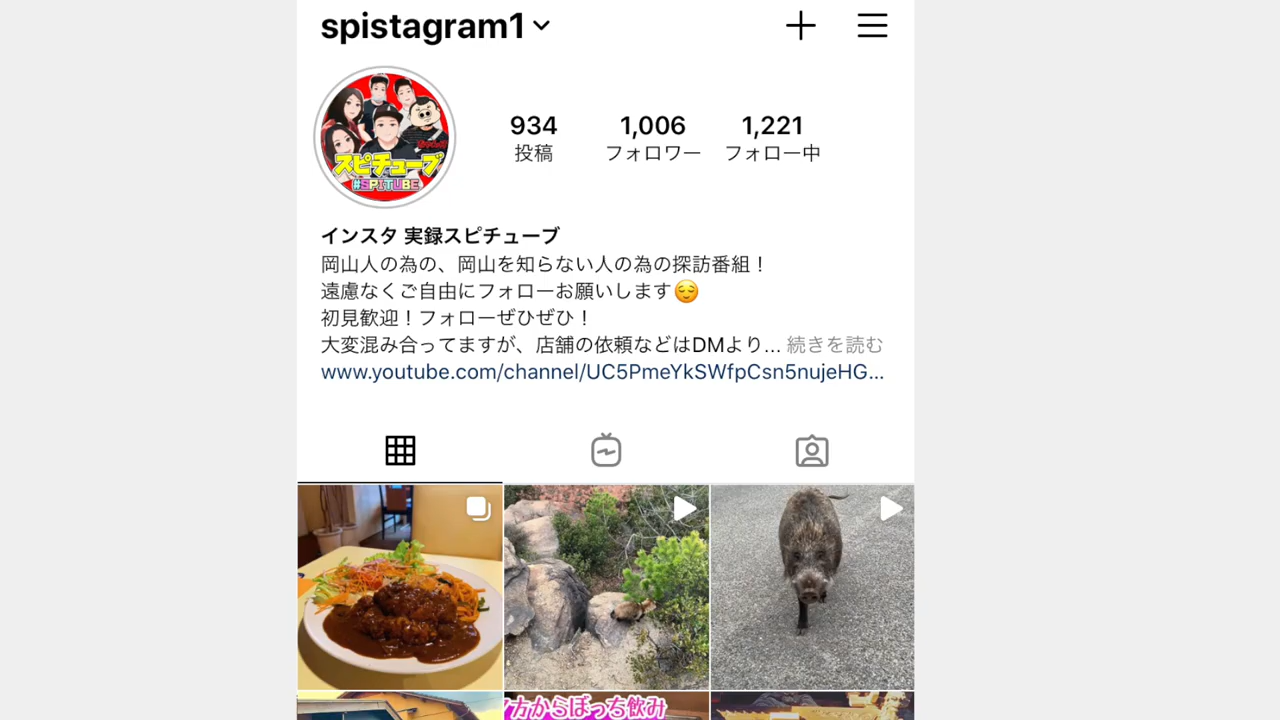 spistagram1
934
投稿
1,006
フォロワー
1,221
フォロー中
スピチューブ
#SPITUBE
インスタ 実録スピチューブ
岡山人の為の、岡山を知らない人の為の探訪番組！
遠慮なくご自由にフォローお願いします😌
初見歓迎！フォローぜひぜひ！
大変混み合ってますが、店舗の依頼などはDMより... 続きを読む
www.youtube.com/channel/UC5PmeYkSWfpCsn5nujeHG...
方からぼっち飲み